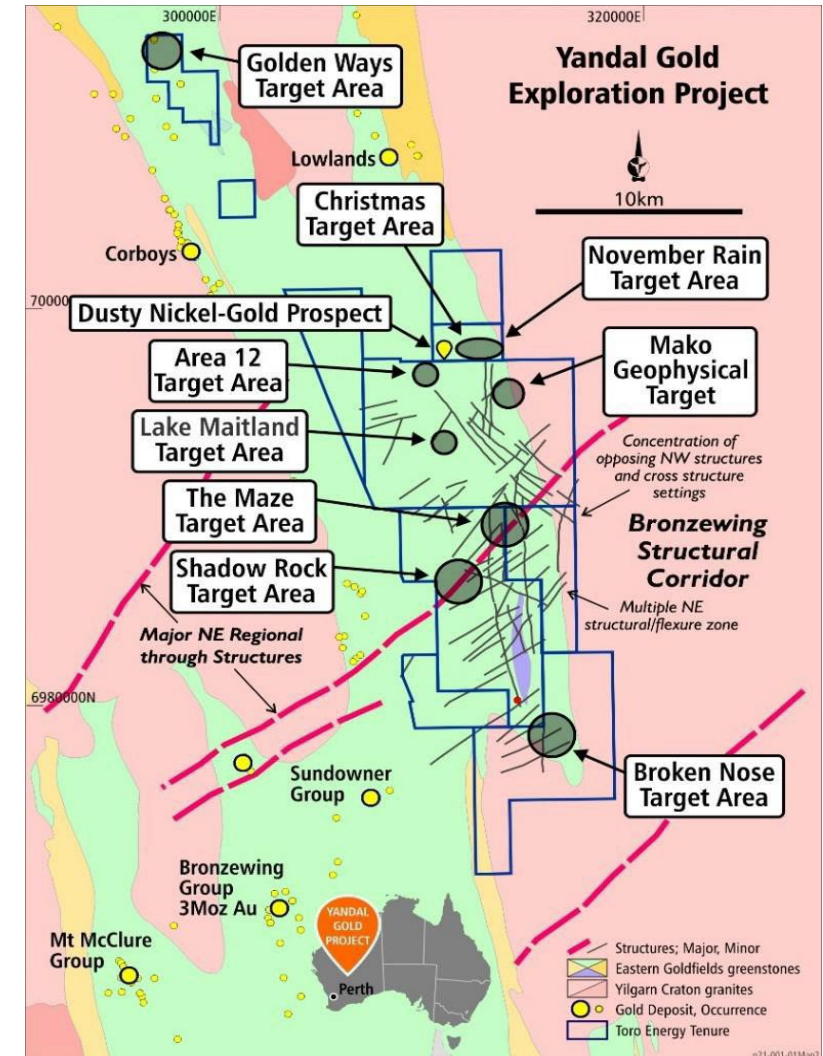 300000E
320000E
Yandal Gold
Exploration Project
Golden Ways
Target Area
10km
Lowlands
Christmas
Target Area
Corboys
November Rain
Target Area
70000
Dusty Nickel-Gold Prospect
Area 12
Target Area
Mako
Geophysical
Target
Lake Maitland
Target Area
Concentration of
opposing NW structures
and cross structure
settings
The Maze
Target Area
Bronzewing
Structural
Corridor
Shadow Rock
Target Area
Multiple NE
structural/flexure zone
Major NE Regional
through Structures
6980000N
Sundowner
Group
Broken Nose
Target Area
Bronzewing
Group
3Moz Au
YANDAL
GOLD
PROJECT
Mt McClure
Group
Perth
Structures; Major, Minor
Eastern Goldfields greenstones
Yilgarn Craton granites
Gold Deposit, Occurrence
Toro Energy Tenure